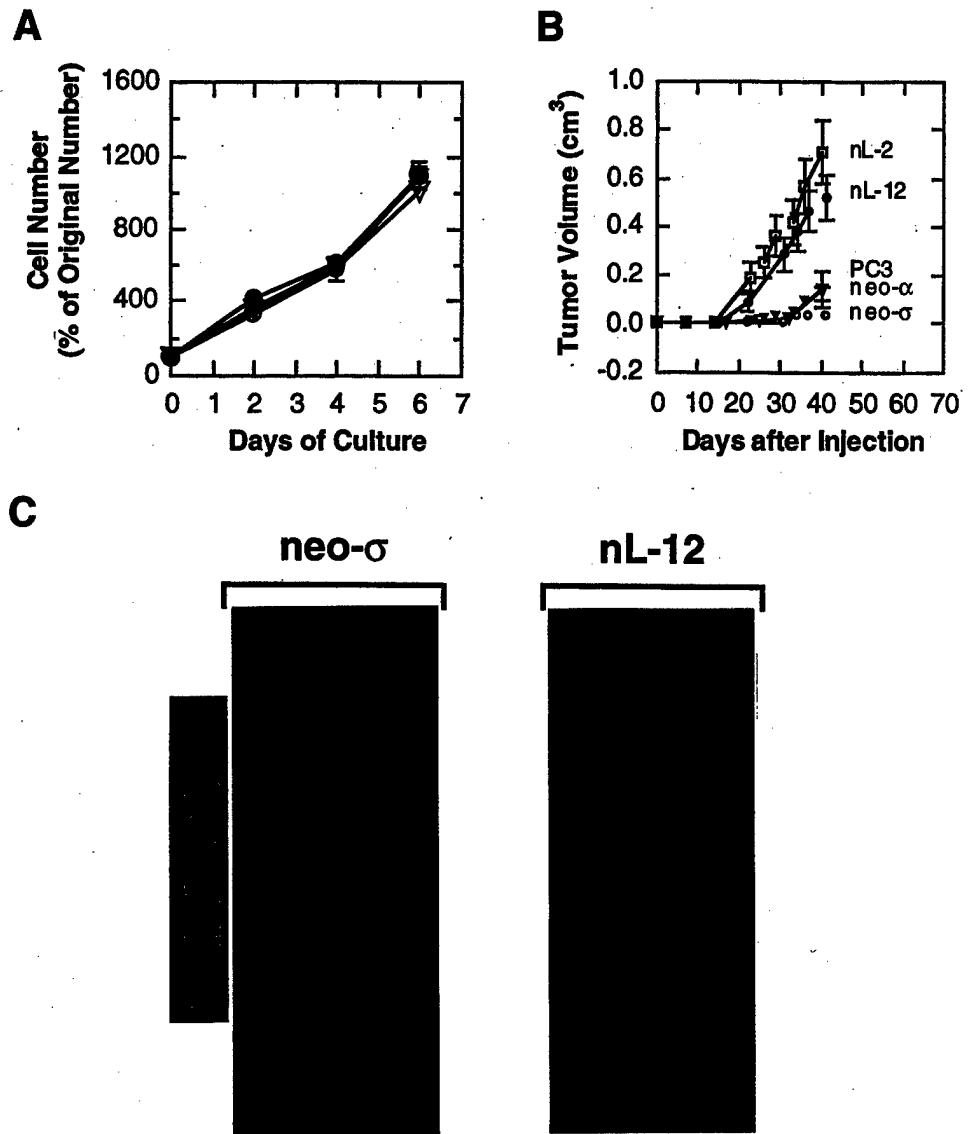 A
Cell Number
(% of Original Number)
1600
1200
800
400
0
0 1 2 3 4 5 6 7
Days of Culture
B
Tumor Volume (cm³)
1.0
0.8
0.6
0.4
0.2
0.0
-0.2
nL-2
nL-12
PC3
neo-α
neo-σ
0 10 20 30 40 50 60 70
Days after Injection
C
neo-σ
nL-12